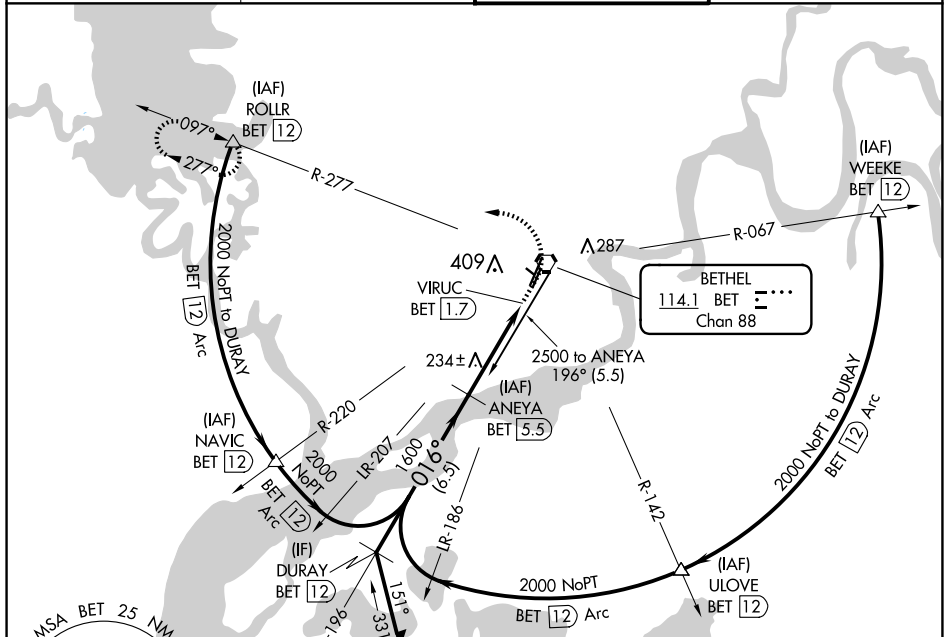 (IAF)
ROLLR
BET 12
097°
277°
R-277
(IAF)
WEEKE
BET 12
R-067
287
409
VIRUC
BET 1.7
BETHEL
114.1 BET
Chan 88
2000 NoPT to DURAY
BET 12 Arc
234±
2500 to ANEYA
196° (5.5)
(IAF)
ANEYA
BET 5.5
2000 NoPT to DURAY
BET 12 Arc
R-220
(IAF)
NAVIC
BET 12
LR-207
1600
016°
(6.5)
2000
NoPT
BET 12
Arc
R-142
LR-186
(IF)
DURAY
BET 12
2000 NoPT
BET 12 Arc
(IAF)
ULOVE
BET 12
151°
331
-196
MSA BET 25 NM